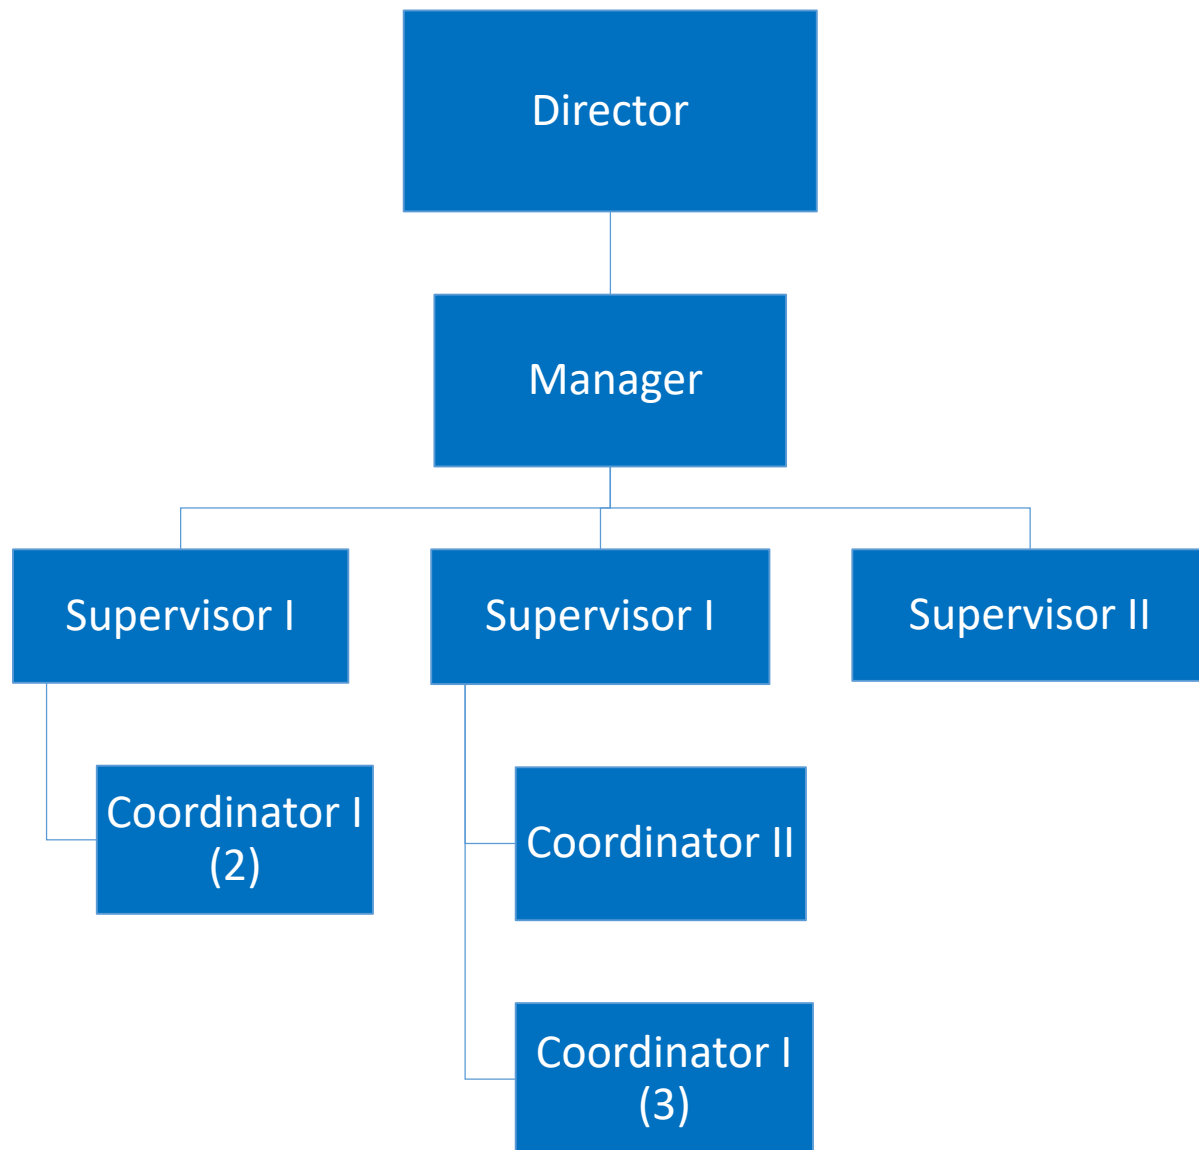 Director
Manager
Supervisor I
Supervisor I
Supervisor II
Coordinator I
(2)
Coordinator II
Coordinator I
(3)